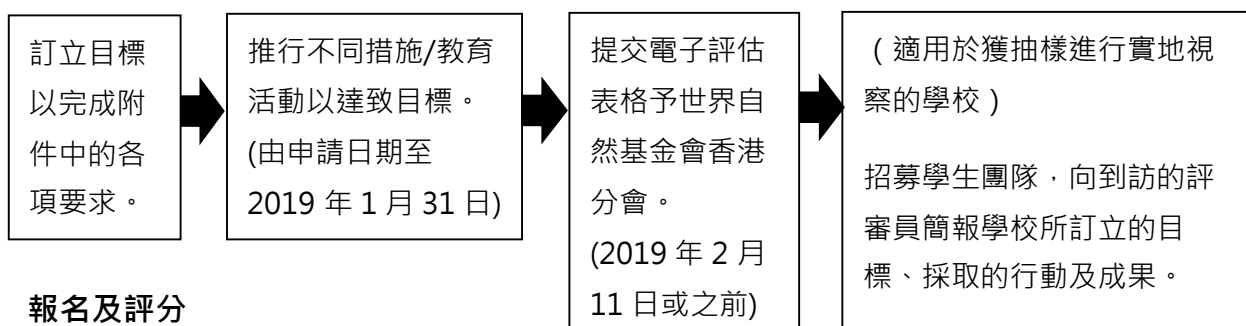 訂立目標
以完成附
件中的各
項要求。
推行不同措施/教育
活動以達致目標。
(由申請日期至
2019 年 1 月 31 日)
提交電子評估
表格予世界自
然基金會香港
分會。
(2019 年 2 月
11 日或之前)
（適用於獲抽樣進行實地視
察的學校）
招募學生團隊，向到訪的評
審員簡報學校所訂立的目
標、採取的行動及成果。
報名及評分